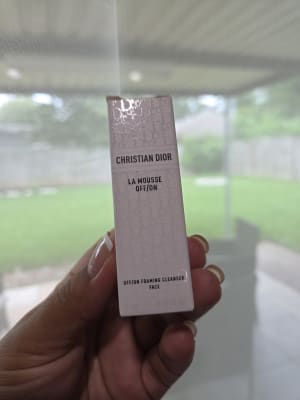 CHRISTIAN DIOR
LA MOUSSE
OFF/ON
OFF/ON FOAMING CLEANSER
FACE